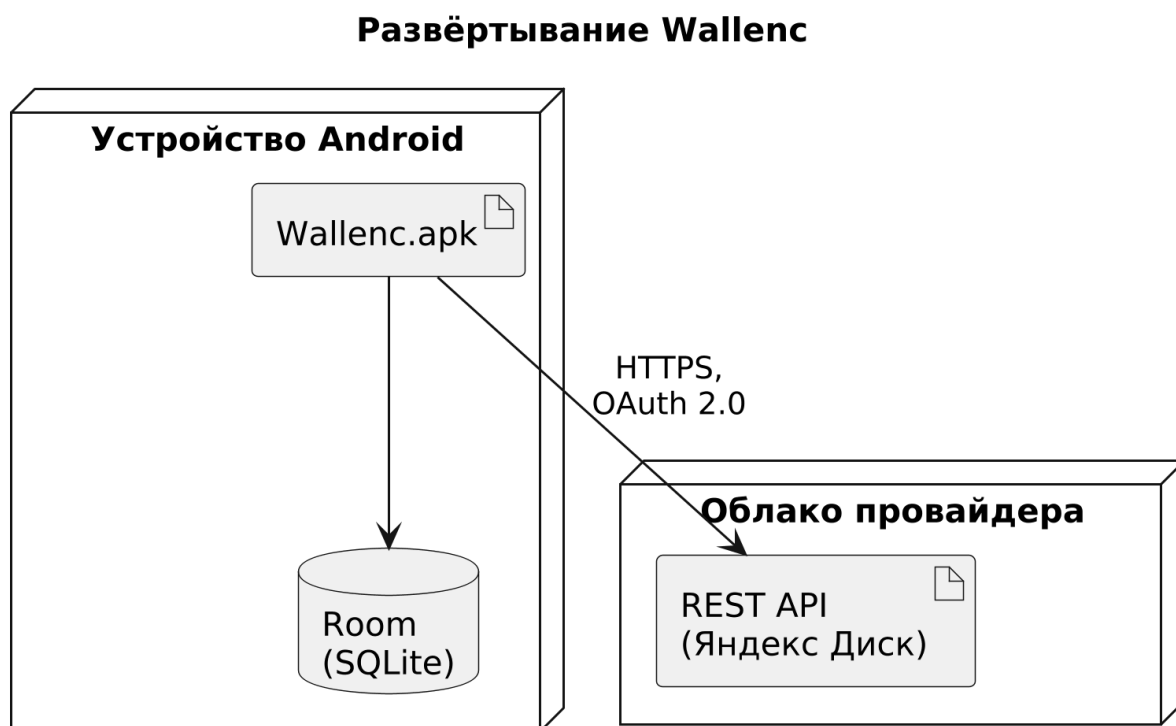 Развёртывание Wallenc
Устройство Android
Wallenc.apk
HTTPS,
OAuth 2.0
Облако провайдера
Room
(SQLite)
REST API
(Яндекс Диск)